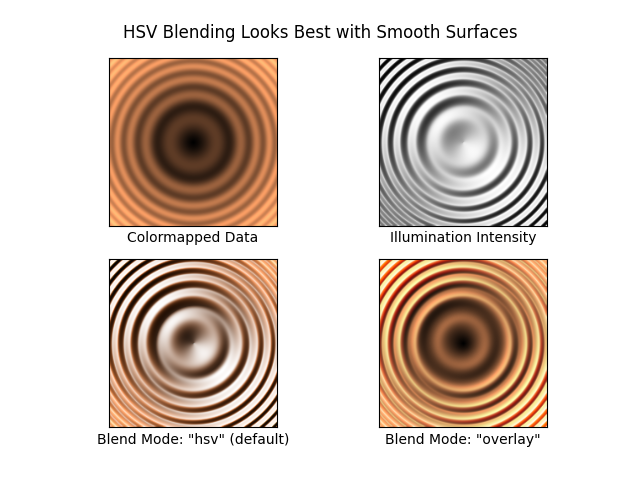 HSV Blending Looks Best with Smooth Surfaces
Colormapped Data
Illumination Intensity
Blend Mode: "hsv" (default)
Blend Mode: "overlay"